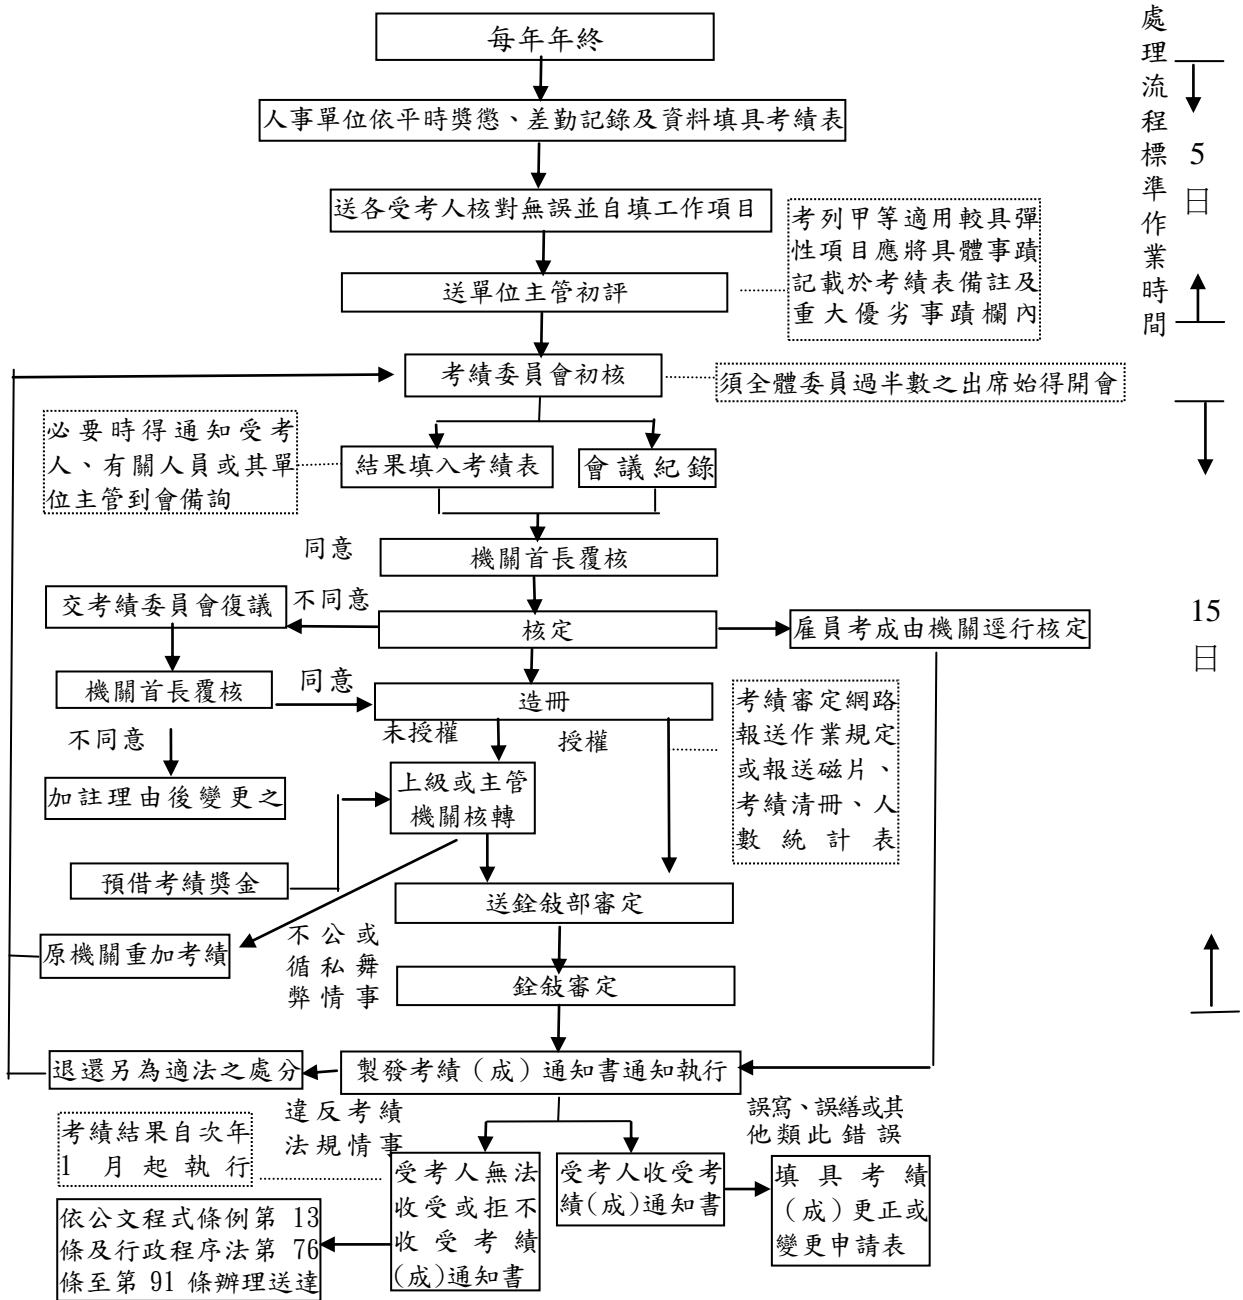 每年年終
人事單位依平時獎懲、差勤記錄及資料填具考績表
送各受考人核對無誤並自填工作項目
考列甲等適用較具彈
性項目應將具體事蹟
記載於考績表備註及
重大優劣事蹟欄內
送單位主管初評
考績委員會初核
須全體委員過半數之出席始得開會
必要時得通知受考
人、有關人員或其單
位主管到會備詢
結果填入考績表
會議紀錄
同意
機關首長覆核
交考績委員會復議
不同意
核定
雇員考成由機關逕行核定
機關首長覆核
同意
造冊
不同意
未授權
授權
考績審定網路
報送作業規定
或報送磁片、
考績清冊、人
數統計表
加註理由後變更之
上級或主管
機關核轉
預借考績獎金
送銓敍部審定
原機關重加考績
不公或
循私舞
弊情事
銓敍審定
退還另為適法之處分
製發考績（成）通知書通知執行
違反考績
法規情事
誤寫、誤繕或其
他類此錯誤
考績結果自次年
1 月起執行
受考人無法
收受或拒不
收受考績
(成)通知書
受考人收受考
績(成)通知書
填具考績
（成）更正或
變更申請表
依公文程式條例第 13
條及行政程序法第 76
條至第 91 條辦理送達
處理流程標準作業時間
5
日
15
日